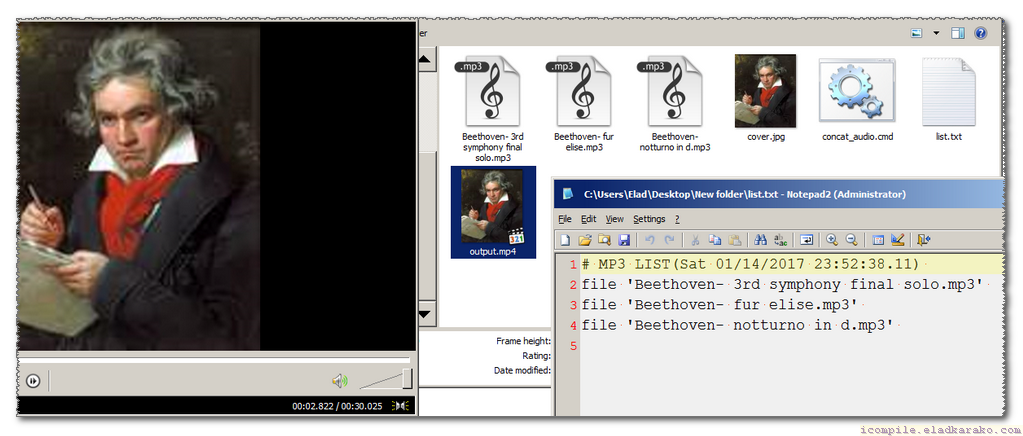 er
.mp3
.mp3
.mp3
Beethoven- 3rd
symphony final
solo.mp3
Beethoven- fur
elise.mp3
Beethoven-
notturno in d.mp3
cover.jpg
concat_audio.cmd
list.txt
321
output.mp4
C:\Users\Elad\Desktop\New folder\list.txt - Notepad2 (Administrator)
File Edit View Settings ?
1 # MP3 LIST(Sat 01/14/2017 23:52:38.11)
2 file 'Beethoven- 3rd symphony final solo.mp3'
3 file 'Beethoven- fur elise.mp3'
4 file 'Beethoven- notturno in d.mp3'
5
Frame height:
Rating:
Date modified:
00:02.822 / 00:30.025
icompile.eladkarako.com